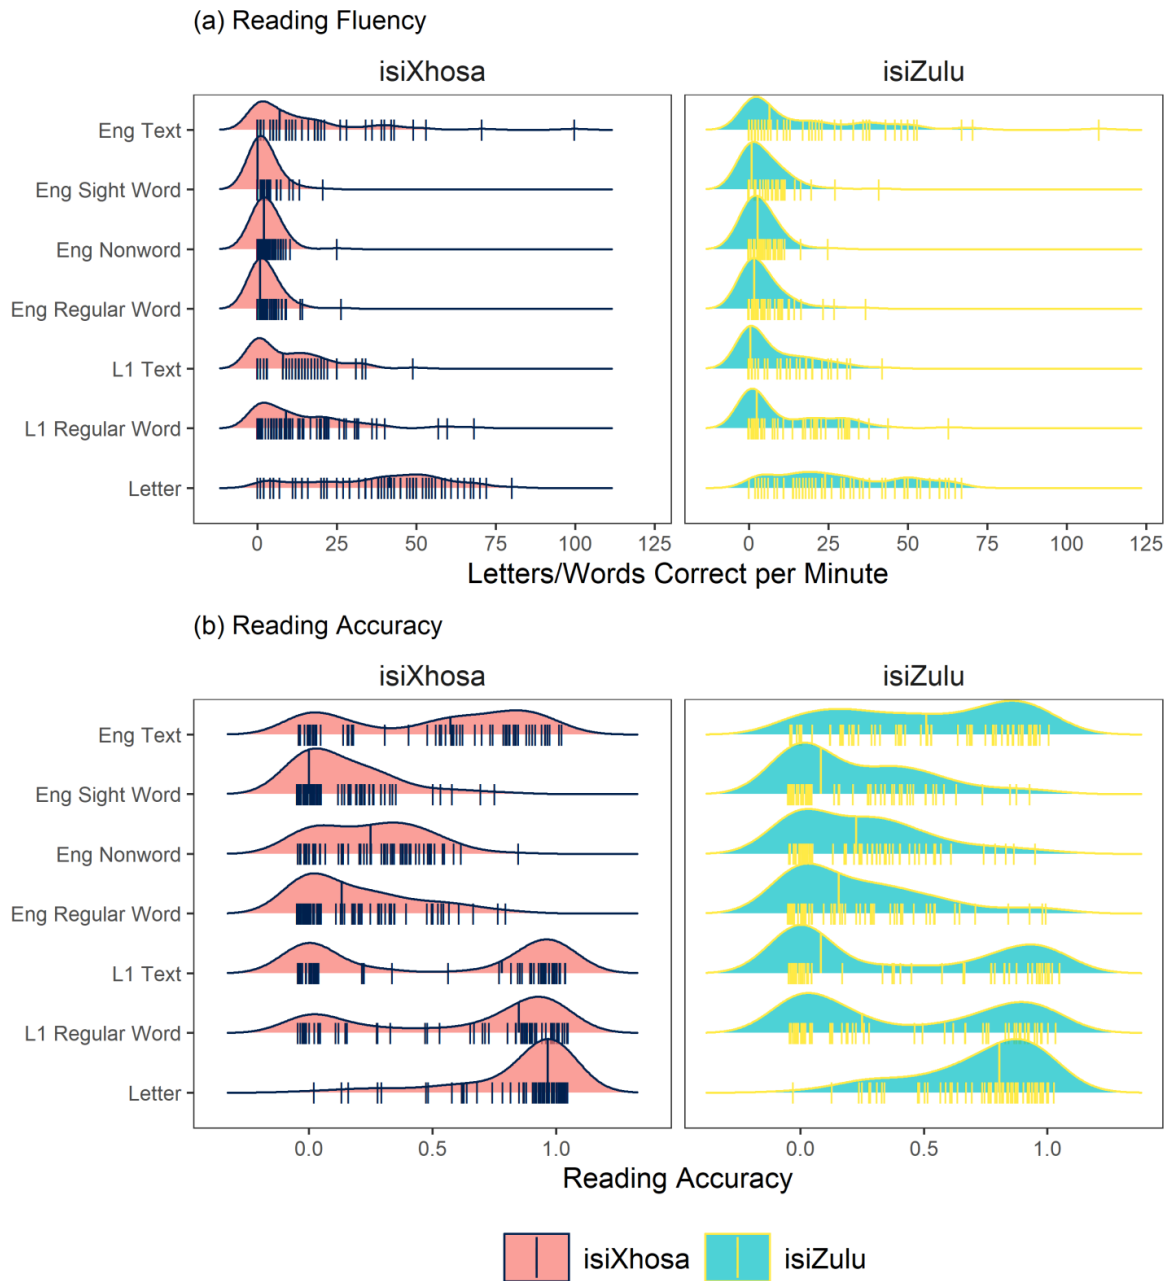 (a) Reading Fluency
isiXhosa isiZulu
Eng Text
Eng Sight Word
Eng Nonword
Eng Regular Word
L1 Text
L1 Regular Word
Letter
0 25 50 75 100 125 0 25 50 75 100 125
Letters/Words Correct per Minute
(b) Reading Accuracy
isiXhosa isiZulu
Eng Text
Eng Sight Word
Eng Nonword
Eng Regular Word
L1 Text
L1 Regular Word
Letter
0.0 0.5 1.0 0.0 0.5 1.0
Reading Accuracy
isiXhosa isiZulu